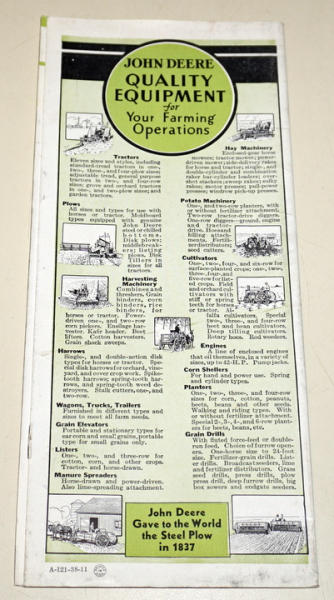 JOHN DEERE
QUALITY
EQUIPMENT
for
Your Farming
Operations
Tractors
Eleven sizes and styles, including
standard-tread tractors in one-,
two-, three-, and four-plow sizes;
adjustable tread, general purpose
tractors in two-, and four-row
sizes; grove and orchard tractors
in one-, and two-plow sizes; and
garden tractors.
Plows
All sizes and types for use with
horses or tractor. Moldboard
types equipped with genuine
John Deere
steel or chilled
bottoms.
Disk plows;
middlebreak-
ers; listing
plows, Disk
Tillers in
sizes for all
tractors.
Harvesting
Machinery
Combines and
threshers. Grain
binders, corn
binders, rice
binders, for
horses or tractor. Power-
driven one-, and two-row
corn pickers. Ensilage har-
vester. Kafir header. Beet
lifters. Cotton harvesters.
Grain shock sweeps.
Harrows
Single-, and double-action disk
types for horses or tractor. Spe-
cial disk harrows for orchard, vine-
yard, and cover crop work. Spike-
tooth harrows; spring-tooth har-
rows, and spring-tooth weed de-
stroyers. Stalk cutters, one-, and
two-row.
Wagons, Trucks, Trailers
Furnished in different types and
sizes to meet all farm needs.
Grain Elevators
Portable and stationary types for
ear corn and small grains; portable
type for small grains only.
Listers
One-, two-, and three-row for
cotton, corn, and other crops.
Tractor- and horse-drawn.
Manure Spreaders
Horse-drawn and power-driven.
Also lime-spreading attachment.
Hay Machinery
Enclosed-gear horse
mowers; tractor mower; power-
driven mower; side-delivery rakes
for horses and tractor; single-, and
double-cylinder and combination
raker bar-cylinder loaders; over-
shot stackers; sweep rakes; sulky
rakes; motor presses; pull-power
presses; windrow pick-up presses.
Potato Machinery
One-, and two-row planters, with
or without fertilizer attachment.
Two-row tractor-drive diggers.
One-row diggers—ground, engine
and tractor-
drive. Hoes and
hilling attach-
ments. Fertil-
izer distributors;
seed cutters.
Cultivators
One-, two-, four-, and six-row for
surface-planted crops; one-, two-,
three-, four-, and
five-row for list-
ed crops. Field
and orchard cul-
tivators with
stiff or spring
teeth for horses,
or tractor. Al-
falfa cultivators. Special
two-, three-, and four-row
beet and bean cultivators.
Deep tilling cultivators.
Rotary hoes. Rod weeders.
Engines
A line of enclosed engines
that oil themselves, in a variety of
sizes, up to 42-H.P. Pump jacks.
Corn Shellers
For hand and power use. Spring
and cylinder types.
Planters
One-, two-, three-, and four-row
sizes for corn, cotton, peanuts,
beets, beans and other seeds.
Walking and riding types. With
or without fertilizer attachment.
Special 2-, 3-, 4-, and 6-row plant-
ers for beets, beans, etc.
Grain Drills
With fluted force-feed or double-
run feed. Choice of furrow open-
ers. One-horse size to 24-foot
size. Fertilizer-grain drills. List-
er drills. Broadcast seeders, lime
and fertilizer distributors. Grass
seed drills, press drills, plow
press drill, deep furrow drills, big
box sowers and endgate seeders.
John Deere
Gave to the World
the Steel Plow
in 1837
A-121-38-11